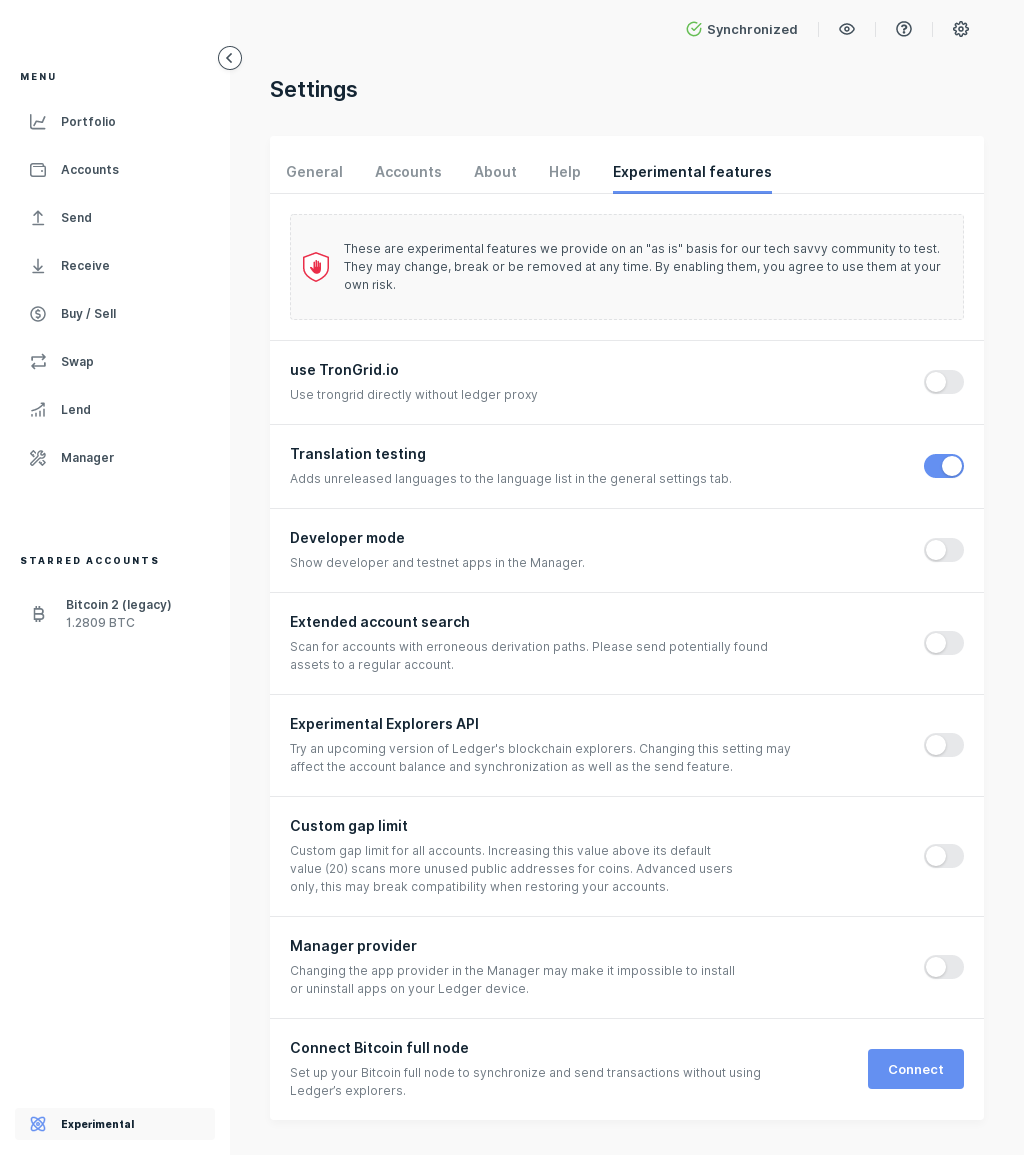 MENU
Portfolio
Accounts
Send
Receive
Buy / Sell
Swap
Lend
Manager
STARRED ACCOUNTS
Bitcoin 2 (legacy)
1.2809 BTC
Experimental
Synchronized
Settings
General Accounts About Help Experimental features
These are experimental features we provide on an "as is" basis for our tech savvy community to test.
They may change, break or be removed at any time. By enabling them, you agree to use them at your
own risk.
use TronGrid.io
Use trongrid directly without ledger proxy
Translation testing
Adds unreleased languages to the language list in the general settings tab.
Developer mode
Show developer and testnet apps in the Manager.
Extended account search
Scan for accounts with erroneous derivation paths. Please send potentially found
assets to a regular account.
Experimental Explorers API
Try an upcoming version of Ledger's blockchain explorers. Changing this setting may
affect the account balance and synchronization as well as the send feature.
Custom gap limit
Custom gap limit for all accounts. Increasing this value above its default
value (20) scans more unused public addresses for coins. Advanced users
only, this may break compatibility when restoring your accounts.
Manager provider
Changing the app provider in the Manager may make it impossible to install
or uninstall apps on your Ledger device.
Connect Bitcoin full node
Set up your Bitcoin full node to synchronize and send transactions without using
Ledger's explorers.
Connect